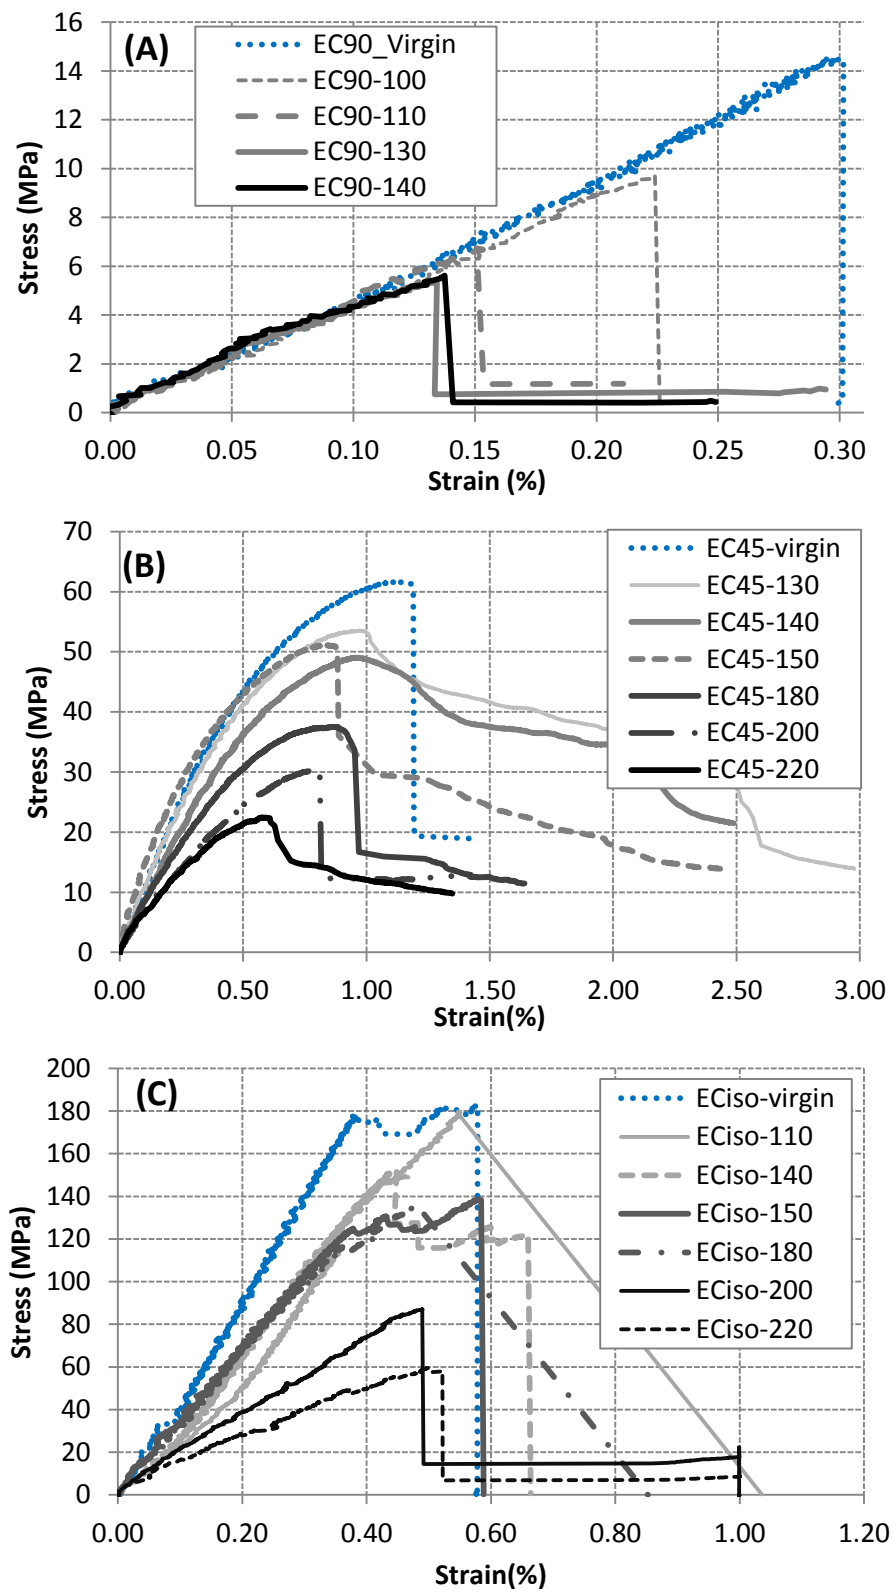 (A)
EC90_Virgin
EC90-100
EC90-110
EC90-130
EC90-140
Stress (MPa)
16
14
12
10
8
6
4
2
0
0.00 0.05 0.10 0.15 0.20 0.25 0.30
Strain (%)
(B)
EC45-virgin
EC45-130
EC45-140
EC45-150
EC45-180
EC45-200
EC45-220
Stress (MPa)
70
60
50
40
30
20
10
0
0.00 0.50 1.00 1.50 2.00 2.50 3.00
Strain(%)
(C)
ECiso-virgin
ECiso-110
ECiso-140
ECiso-150
ECiso-180
ECiso-200
ECiso-220
Stress (MPa)
200
180
160
140
120
100
80
60
40
20
0
0.00 0.20 0.40 0.60 0.80 1.00 1.20
Strain(%)